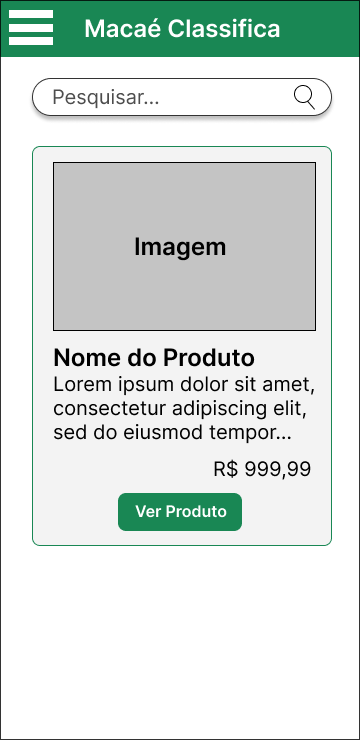 Macaé Classifica
Pesquisar...
Imagem
Nome do Produto
Lorem ipsum dolor sit amet,
consectetur adipiscing elit,
sed do eiusmod tempor...
R$ 999,99
Ver Produto